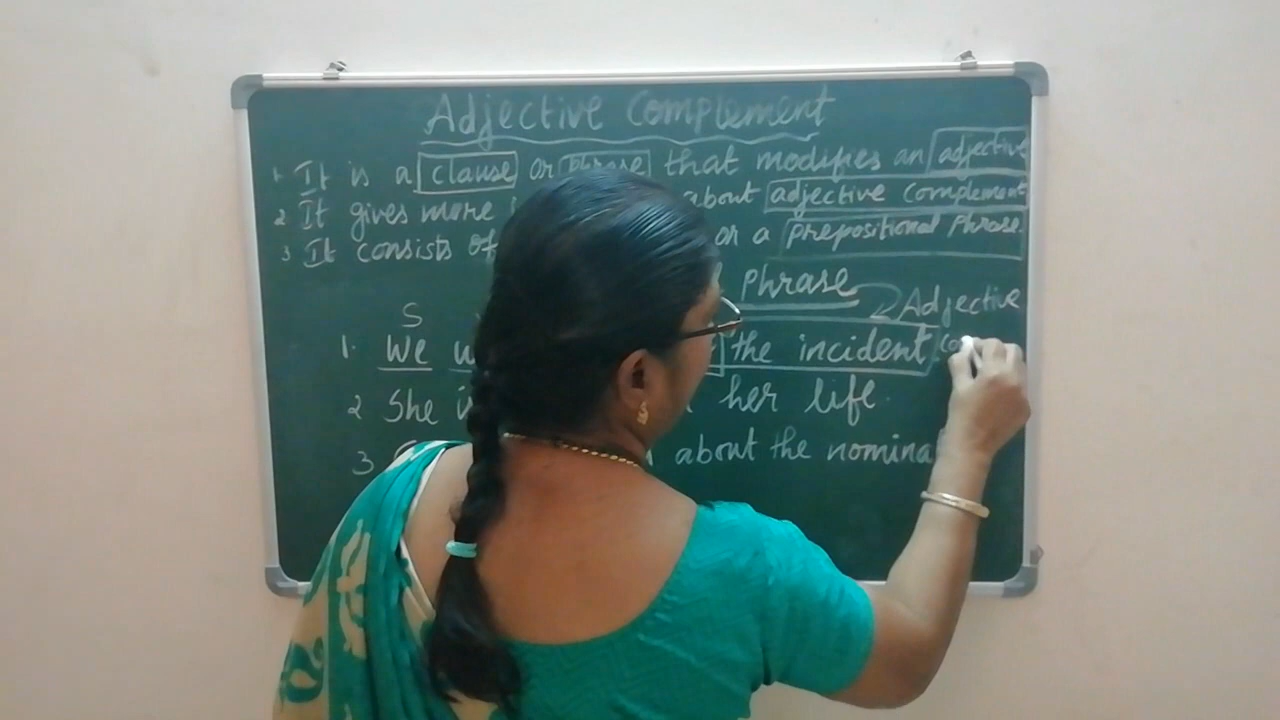 Adjective Complement
1. It is a clause or phrase that modifies an adjective
2 It gives more about adjective complement
3 It consists of or a prepositional Phrase.
Phrase
Adjective
S
1. We the incident
2 She her life.
3 about the nomina